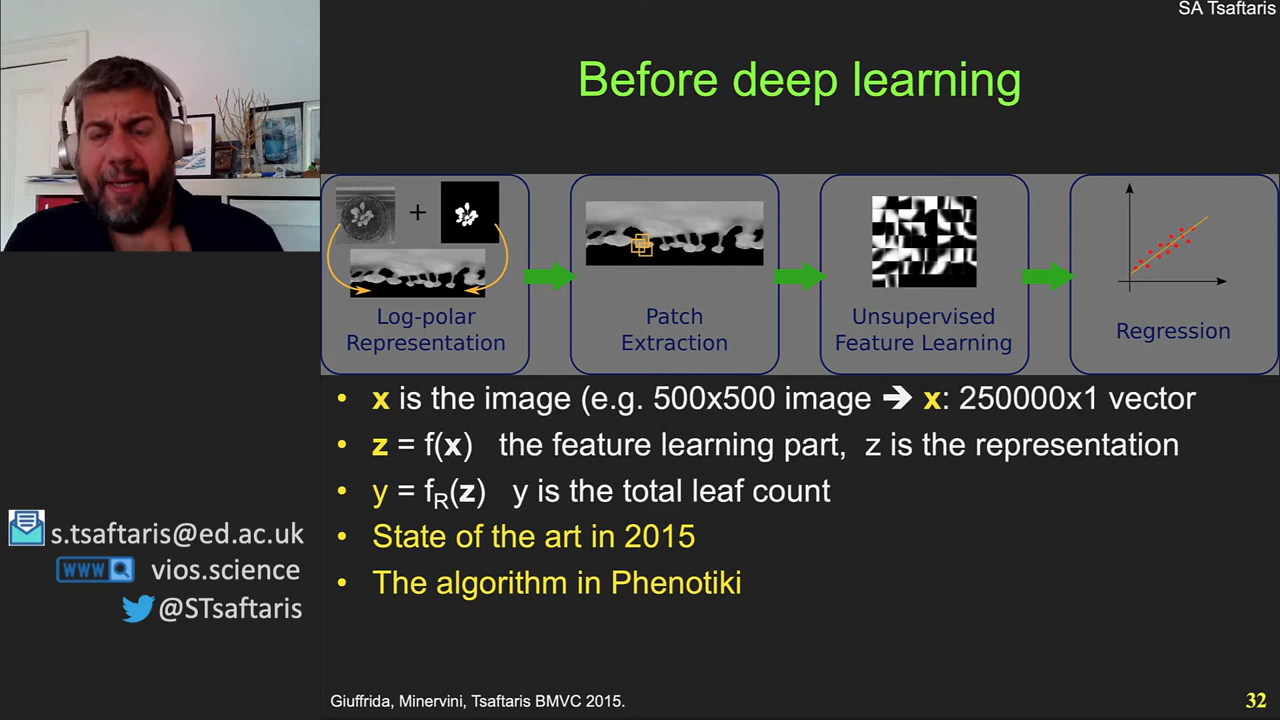 SA Tsaftaris
Before deep learning
+
Log-polar
Representation
Patch
Extraction
Unsupervised
Feature Learning
Regression
• x is the image (e.g. 500x500 image ➔ x: 250000x1 vector
• z = f(x) the feature learning part, z is the representation
• y = fR(z) y is the total leaf count
• State of the art in 2015
• The algorithm in Phenotiki
s.tsaftaris@ed.ac.uk
www vios.science
@STsaftaris
Giuffrida, Minervini, Tsaftaris BMVC 2015.
32